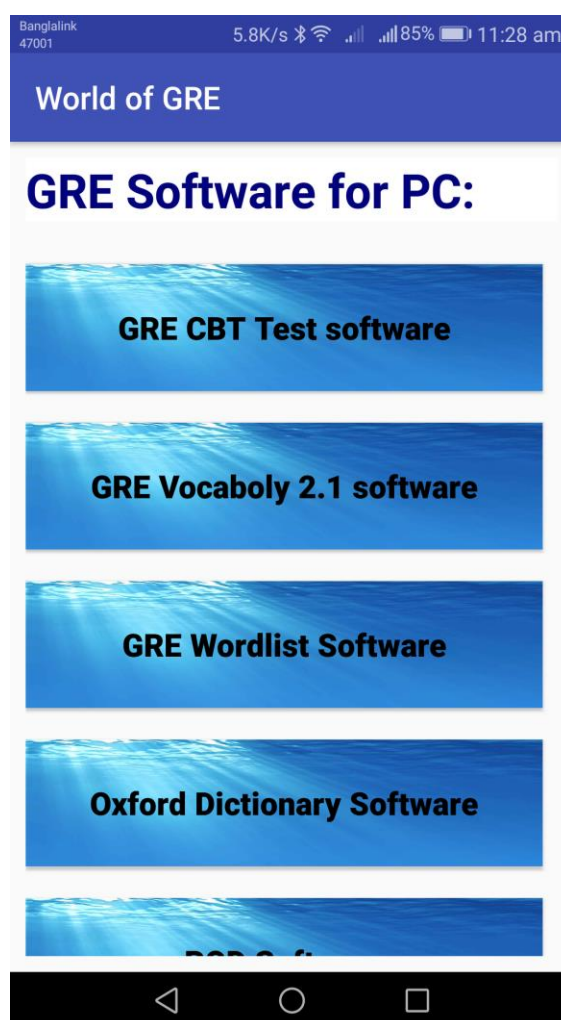 Banglalink
47001
5.8K/s 85% 11:28 am
World of GRE
GRE Software for PC:
GRE CBT Test software
GRE Vocaboly 2.1 software
GRE Wordlist Software
Oxford Dictionary Software